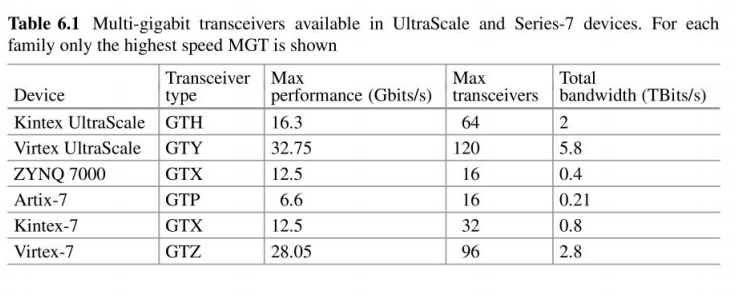 Table 6.1 Multi-gigabit transceivers available in UltraScale and Series-7 devices. For each
family only the highest speed MGT is shown
Device Transceiver type Max performance (Gbits/s) Max transceivers Total bandwidth (TBits/s)
Kintex UltraScale GTH 16.3 64 2
Virtex UltraScale GTY 32.75 120 5.8
ZYNQ 7000 GTX 12.5 16 0.4
Artix-7 GTP 6.6 16 0.21
Kintex-7 GTX 12.5 32 0.8
Virtex-7 GTZ 28.05 96 2.8